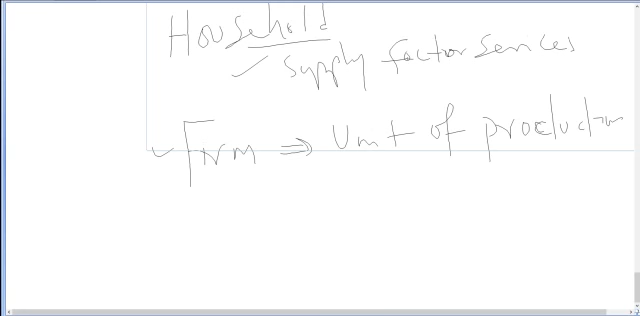 Household
✓ Supply factor services
✓ Firm ⇒ Unit of production